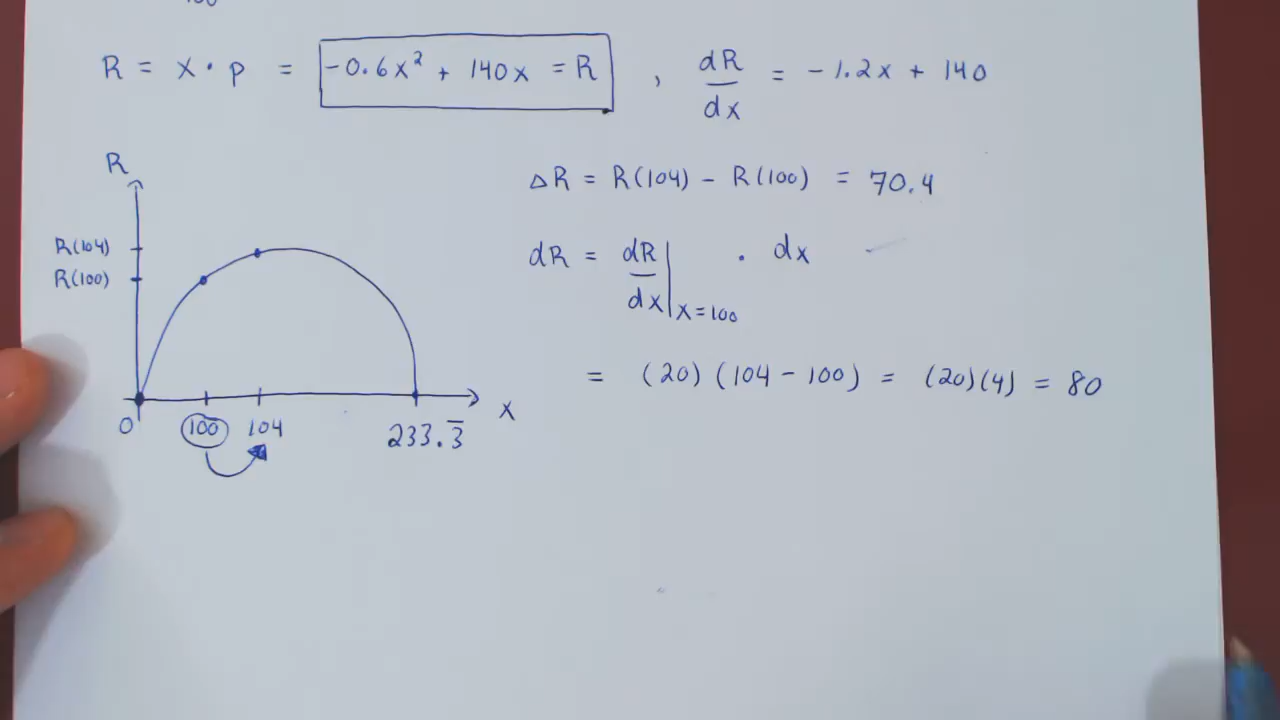 R = x • p = -0.6x² + 140x = R , dR/dx = -1.2x + 140
R
ΔR = R(104) - R(100) = 70.4
R(104)
R(100)
dR = dR/dx|x=100 . dx
= (20) (104 - 100) = (20)(4) = 80
0 100 104 233.3̅ x